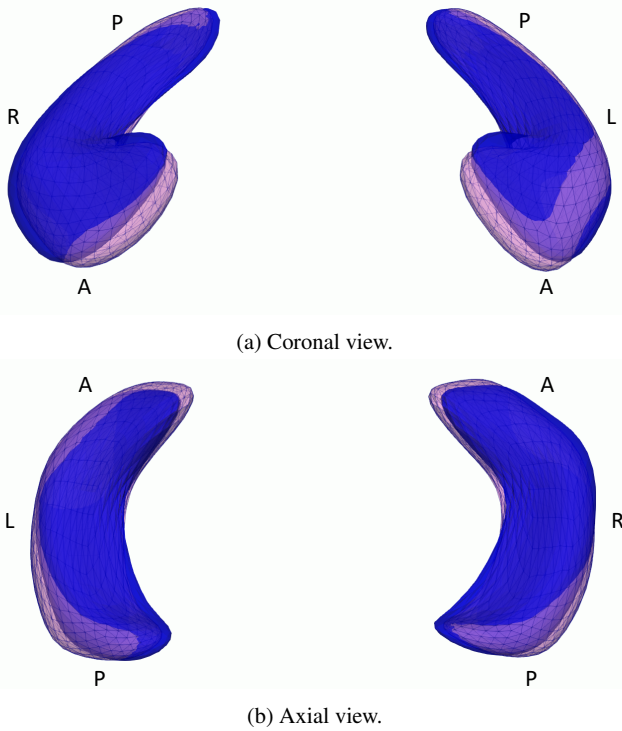 P P
R L
A A
(a) Coronal view.
A A
L R
P P
(b) Axial view.